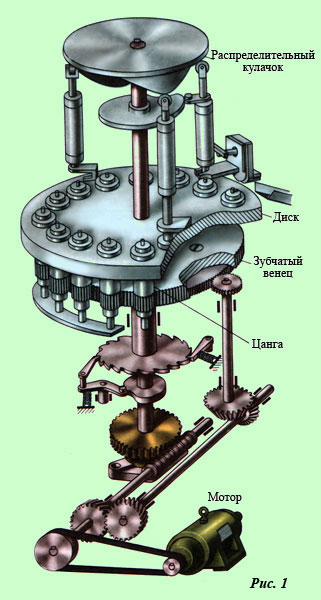 Распределительный
кулачок
Диск
Зубчатый
венец
Цанга
Мотор
Рис. 1